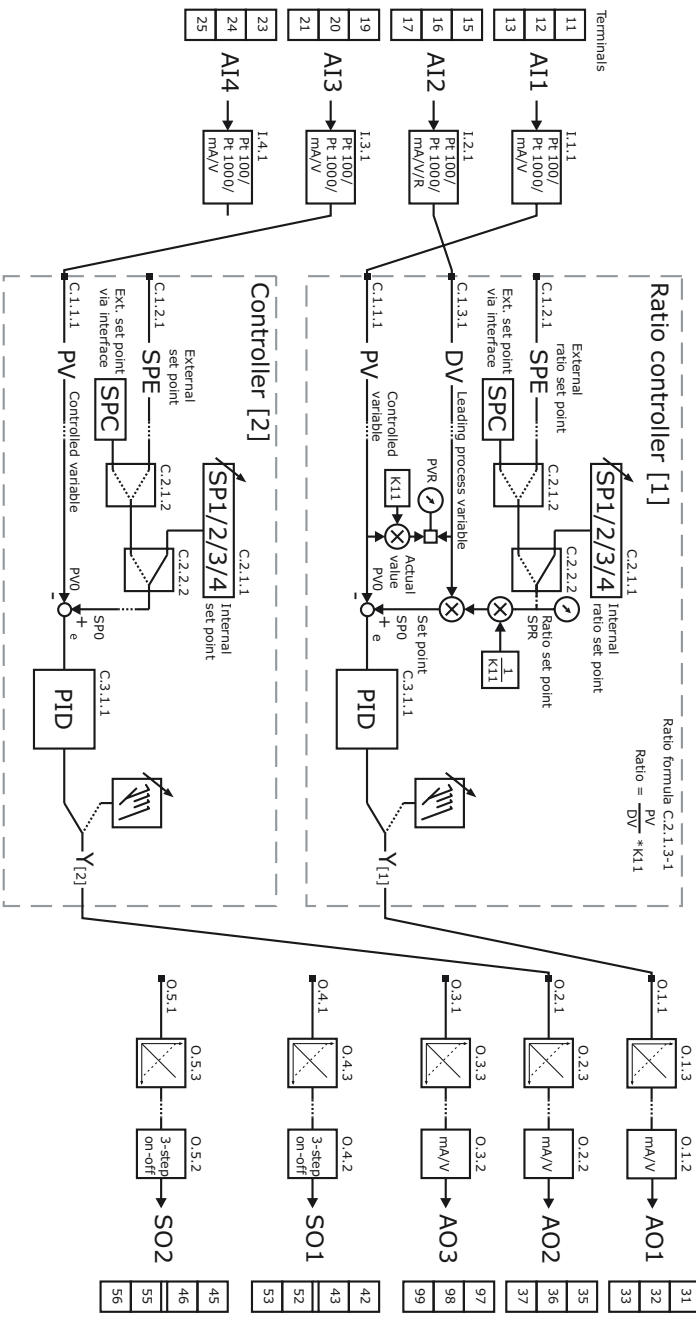 Terminals
11
12
13
AI1
I.1.1
Pt 100/
Pt 1000/
mA/V
15
16
17
AI2
I.2.1
Pt 100/
Pt 1000/
mA/V/R
19
20
21
AI3
I.3.1
Pt 100/
Pt 1000/
mA/V
23
24
25
AI4
I.4.1
Pt 100/
Pt 1000/
mA/V
Ratio controller [1]
Ratio formula C.2.1.3-1
Ratio = PV
DV
*K11
C.2.1.1
SP1/2/3/4
Internal
ratio set point
External
ratio set point
C.1.2.1
SPE
Ext. set point
via interface
SPC
C.2.1.2
C.2.2.2
Ratio set point
SPR
1
K11
C.1.3.1
DV
Leading process variable
PVR
K11
Actual
value
Controlled
variable
C.1.1.1
PV
PV0
Set point
SP0
-
+
e
C.3.1.1
PID
Y[1]
Controller [2]
C.2.1.1
SP1/2/3/4
Internal
set point
External
set point
C.1.2.1
SPE
Ext. set point
via interface
SPC
C.2.1.2
C.2.2.2
C.1.1.1
PV
Controlled variable
PV0
SP0
-
+
e
C.3.1.1
PID
Y[2]
O.1.1
O.1.3
O.1.2
mA/V
AO1
31
32
33
O.2.1
O.2.3
O.2.2
mA/V
AO2
35
36
37
O.3.1
O.3.3
O.3.2
mA/V
AO3
97
98
99
O.4.1
O.4.3
O.4.2
3-step
on-off
SO1
42
43
52
53
O.5.1
O.5.3
O.5.2
3-step
on-off
SO2
45
46
55
56